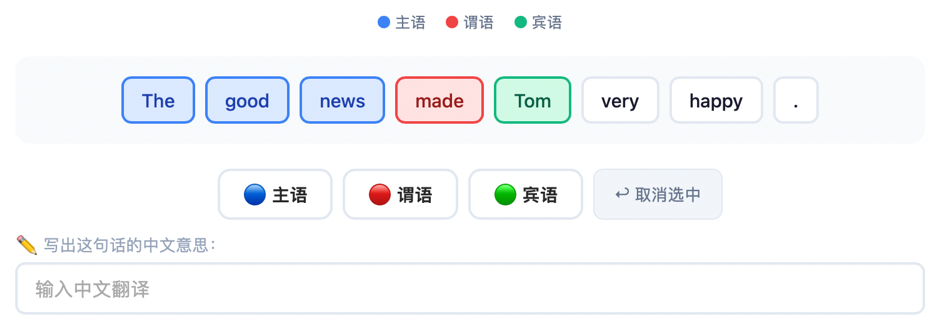 主语 谓语 宾语
The good news made Tom very happy .
主语 谓语 宾语 ↩ 取消选中
写出这句话的中文意思：
输入中文翻译